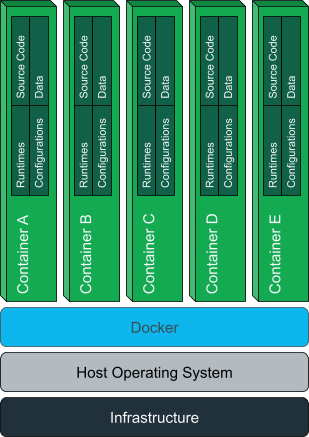 Source Code
Data
Runtimes
Configurations
Container A
Source Code
Data
Runtimes
Configurations
Container B
Source Code
Data
Runtimes
Configurations
Container C
Source Code
Data
Runtimes
Configurations
Container D
Source Code
Data
Runtimes
Configurations
Container E
Docker
Host Operating System
Infrastructure